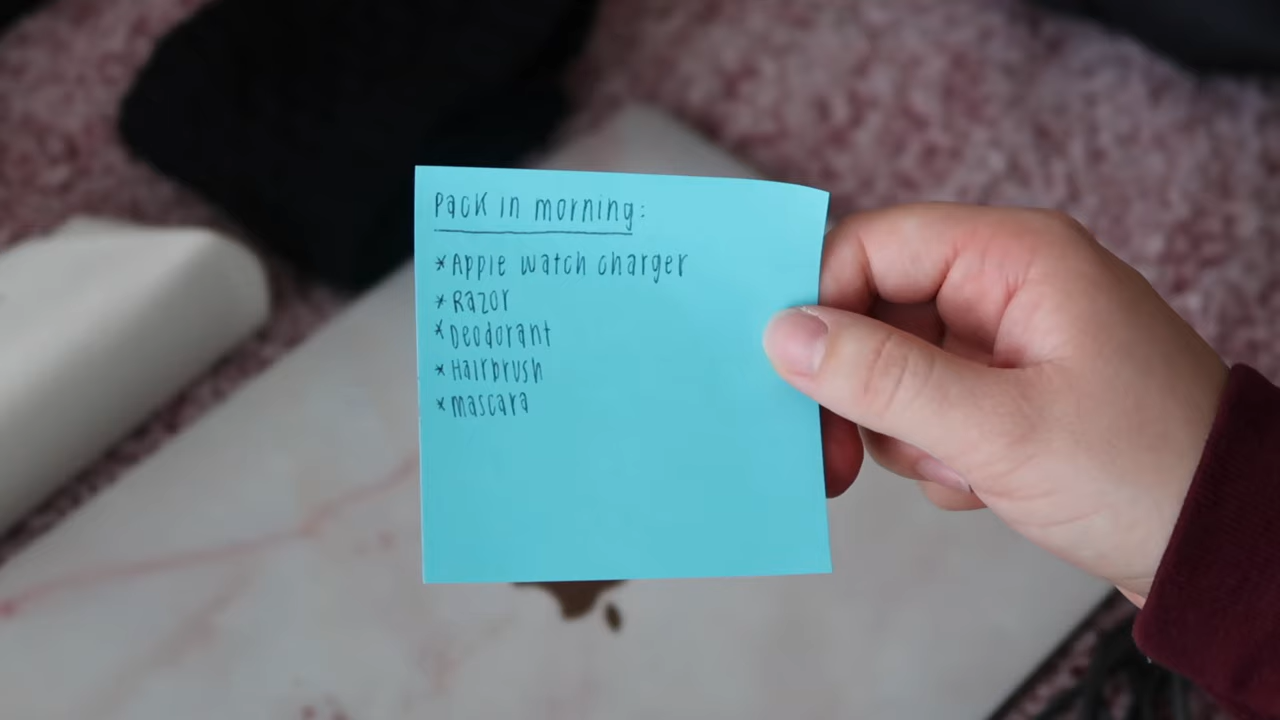 Pack in morning:
*Apple watch charger
*Razor
*Deodorant
*Hairbrush
*mascara